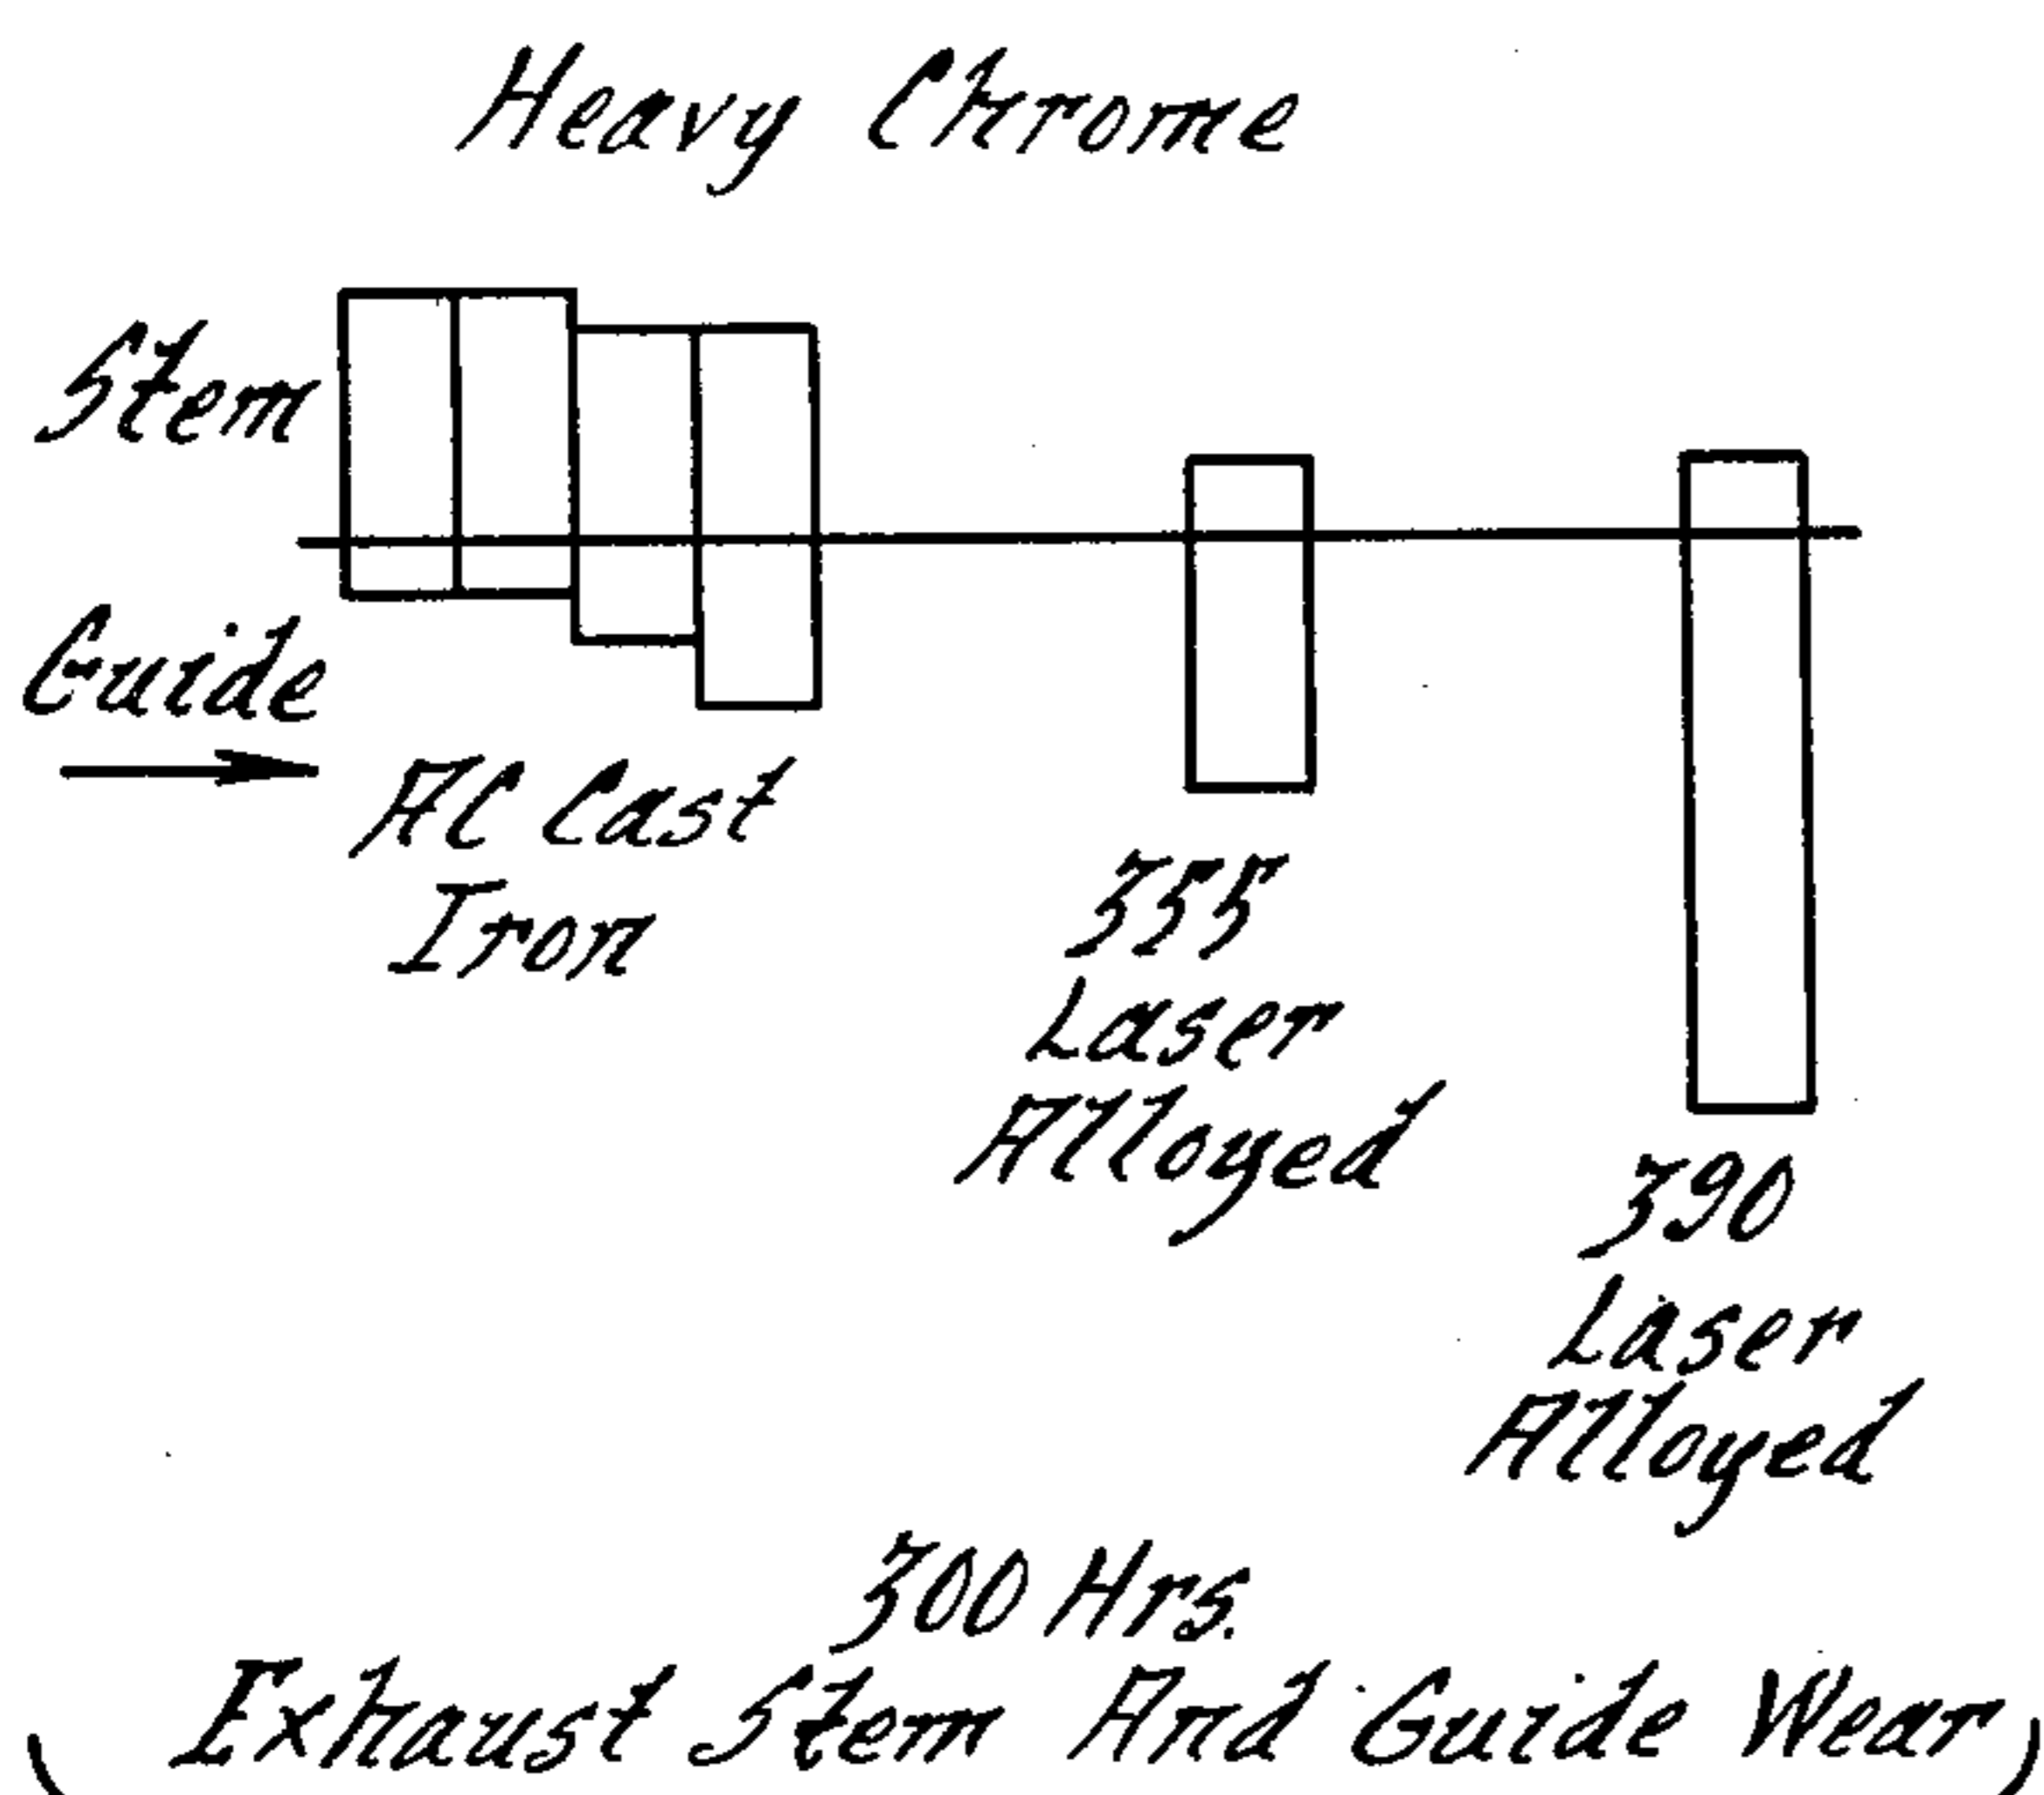 Heavy Chrome
Stem
Guide
AC Cast
Iron
355
Laser
Alloyed
390
Laser
Alloyed
300 Hrs.
Exhaust Stem And Guide Wear